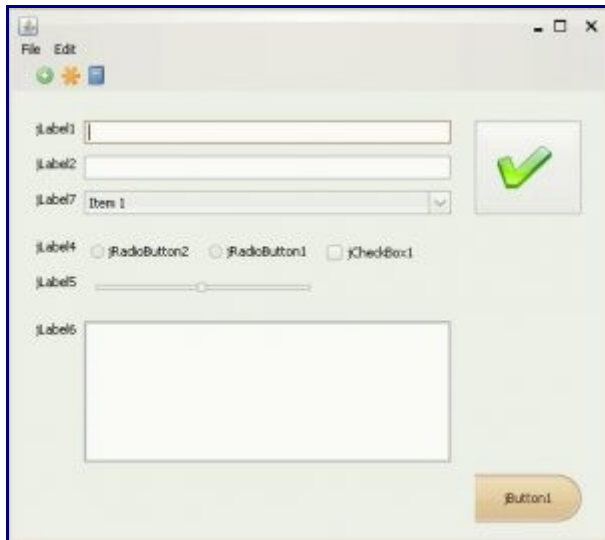 File Edit
jLabel1
jLabel2
jLabel7 Item 1
jLabel4 jRadioButton2 jRadioButton1 jCheckBox1
jLabel5
jLabel6
jButton1